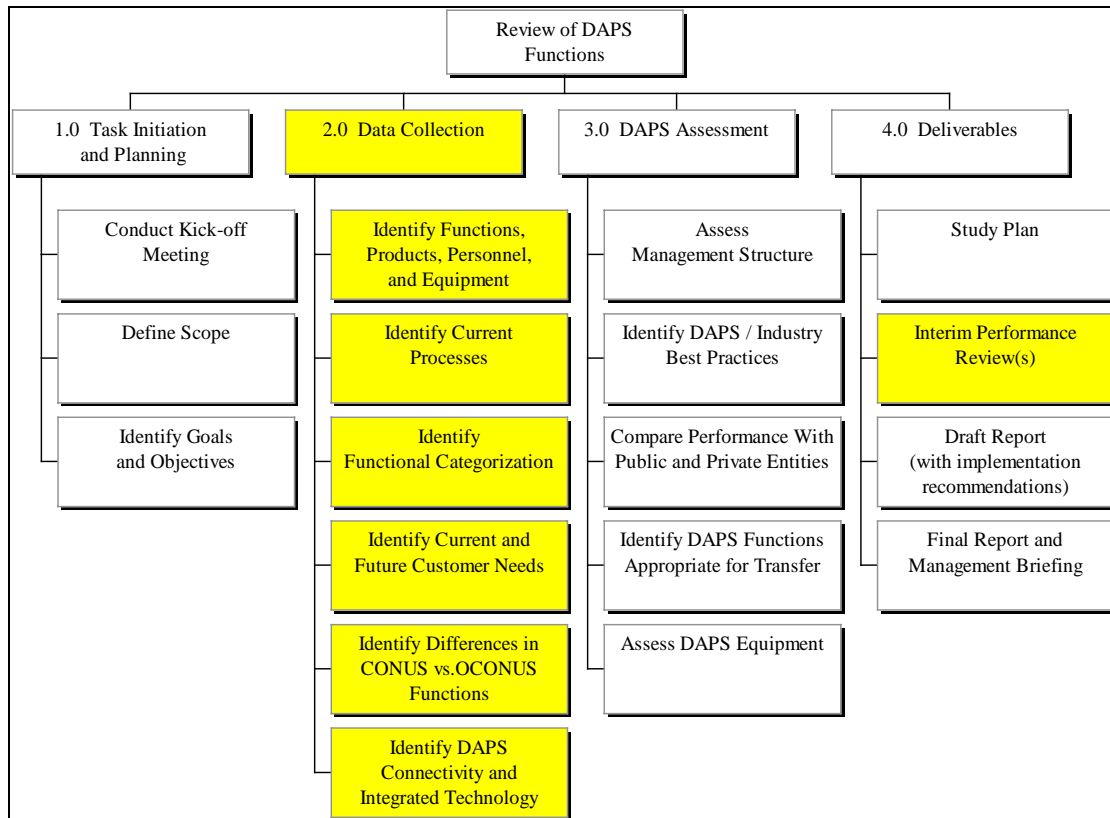 Review of DAPS
Functions
1.0 Task Initiation
and Planning
Conduct Kick-off
Meeting
Define Scope
Identify Goals
and Objectives
2.0 Data Collection
Identify Functions,
Products, Personnel,
and Equipment
Identify Current
Processes
Identify
Functional Categorization
Identify Current and
Future Customer Needs
Identify Differences in
CONUS vs.OCONUS
Functions
Identify DAPS
Connectivity and
Integrated Technology
3.0 DAPS Assessment
Assess
Management Structure
Identify DAPS / Industry
Best Practices
Compare Performance With
Public and Private Entities
Identify DAPS Functions
Appropriate for Transfer
Assess DAPS Equipment
4.0 Deliverables
Study Plan
Interim Performance
Review(s)
Draft Report
(with implementation
recommendations)
Final Report and
Management Briefing